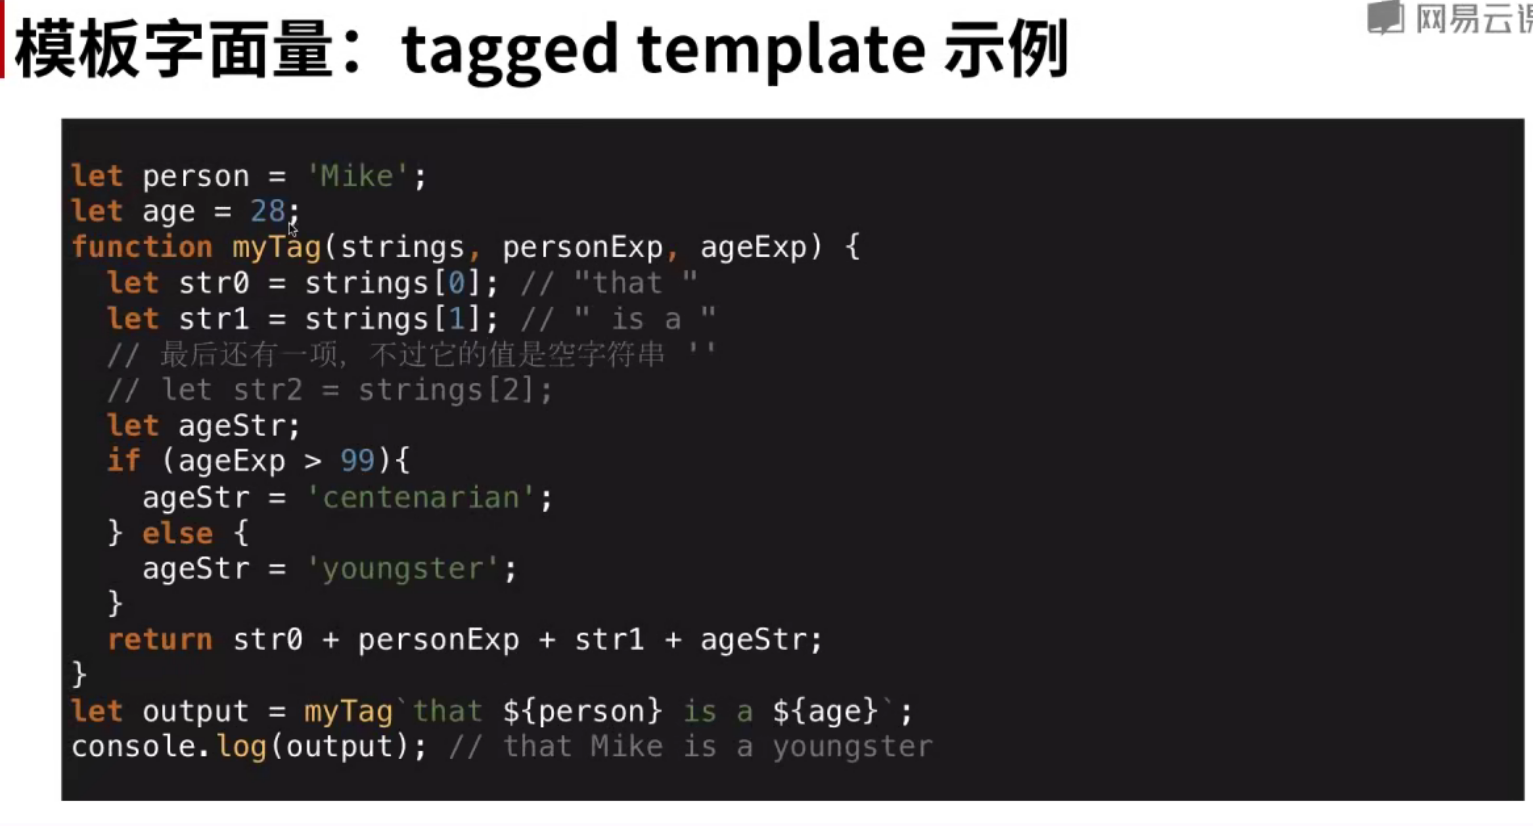 模板字面量：tagged template 示例
网易云课
let person = 'Mike';
let age = 28;
function myTag(strings, personExp, ageExp) {
  let str0 = strings[0]; // "that "
  let str1 = strings[1]; // " is a "
  // 最后还有一项, 不过它的值是空字符串 ''
  // let str2 = strings[2];
  let ageStr;
  if (ageExp > 99){
    ageStr = 'centenarian';
  } else {
    ageStr = 'youngster';
  }
  return str0 + personExp + str1 + ageStr;
}
let output = myTag`that ${person} is a ${age}`;
console.log(output); // that Mike is a youngster